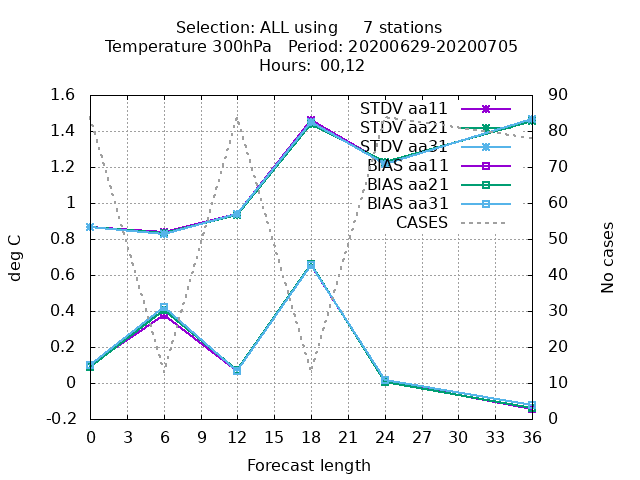 Selection: ALL using 7 stations
Temperature 300hPa Period: 20200629-20200705
Hours: 00,12
1.6
1.4
1.2
1
0.8
0.6
0.4
0.2
0
-0.2
90
80
70
60
50
40
30
20
10
0
deg C
No cases
STDV aa11
STDV aa21
STDV aa31
BIAS aa11
BIAS aa21
BIAS aa31
CASES
0 3 6 9 12 15 18 21 24 27 30 33 36
Forecast length